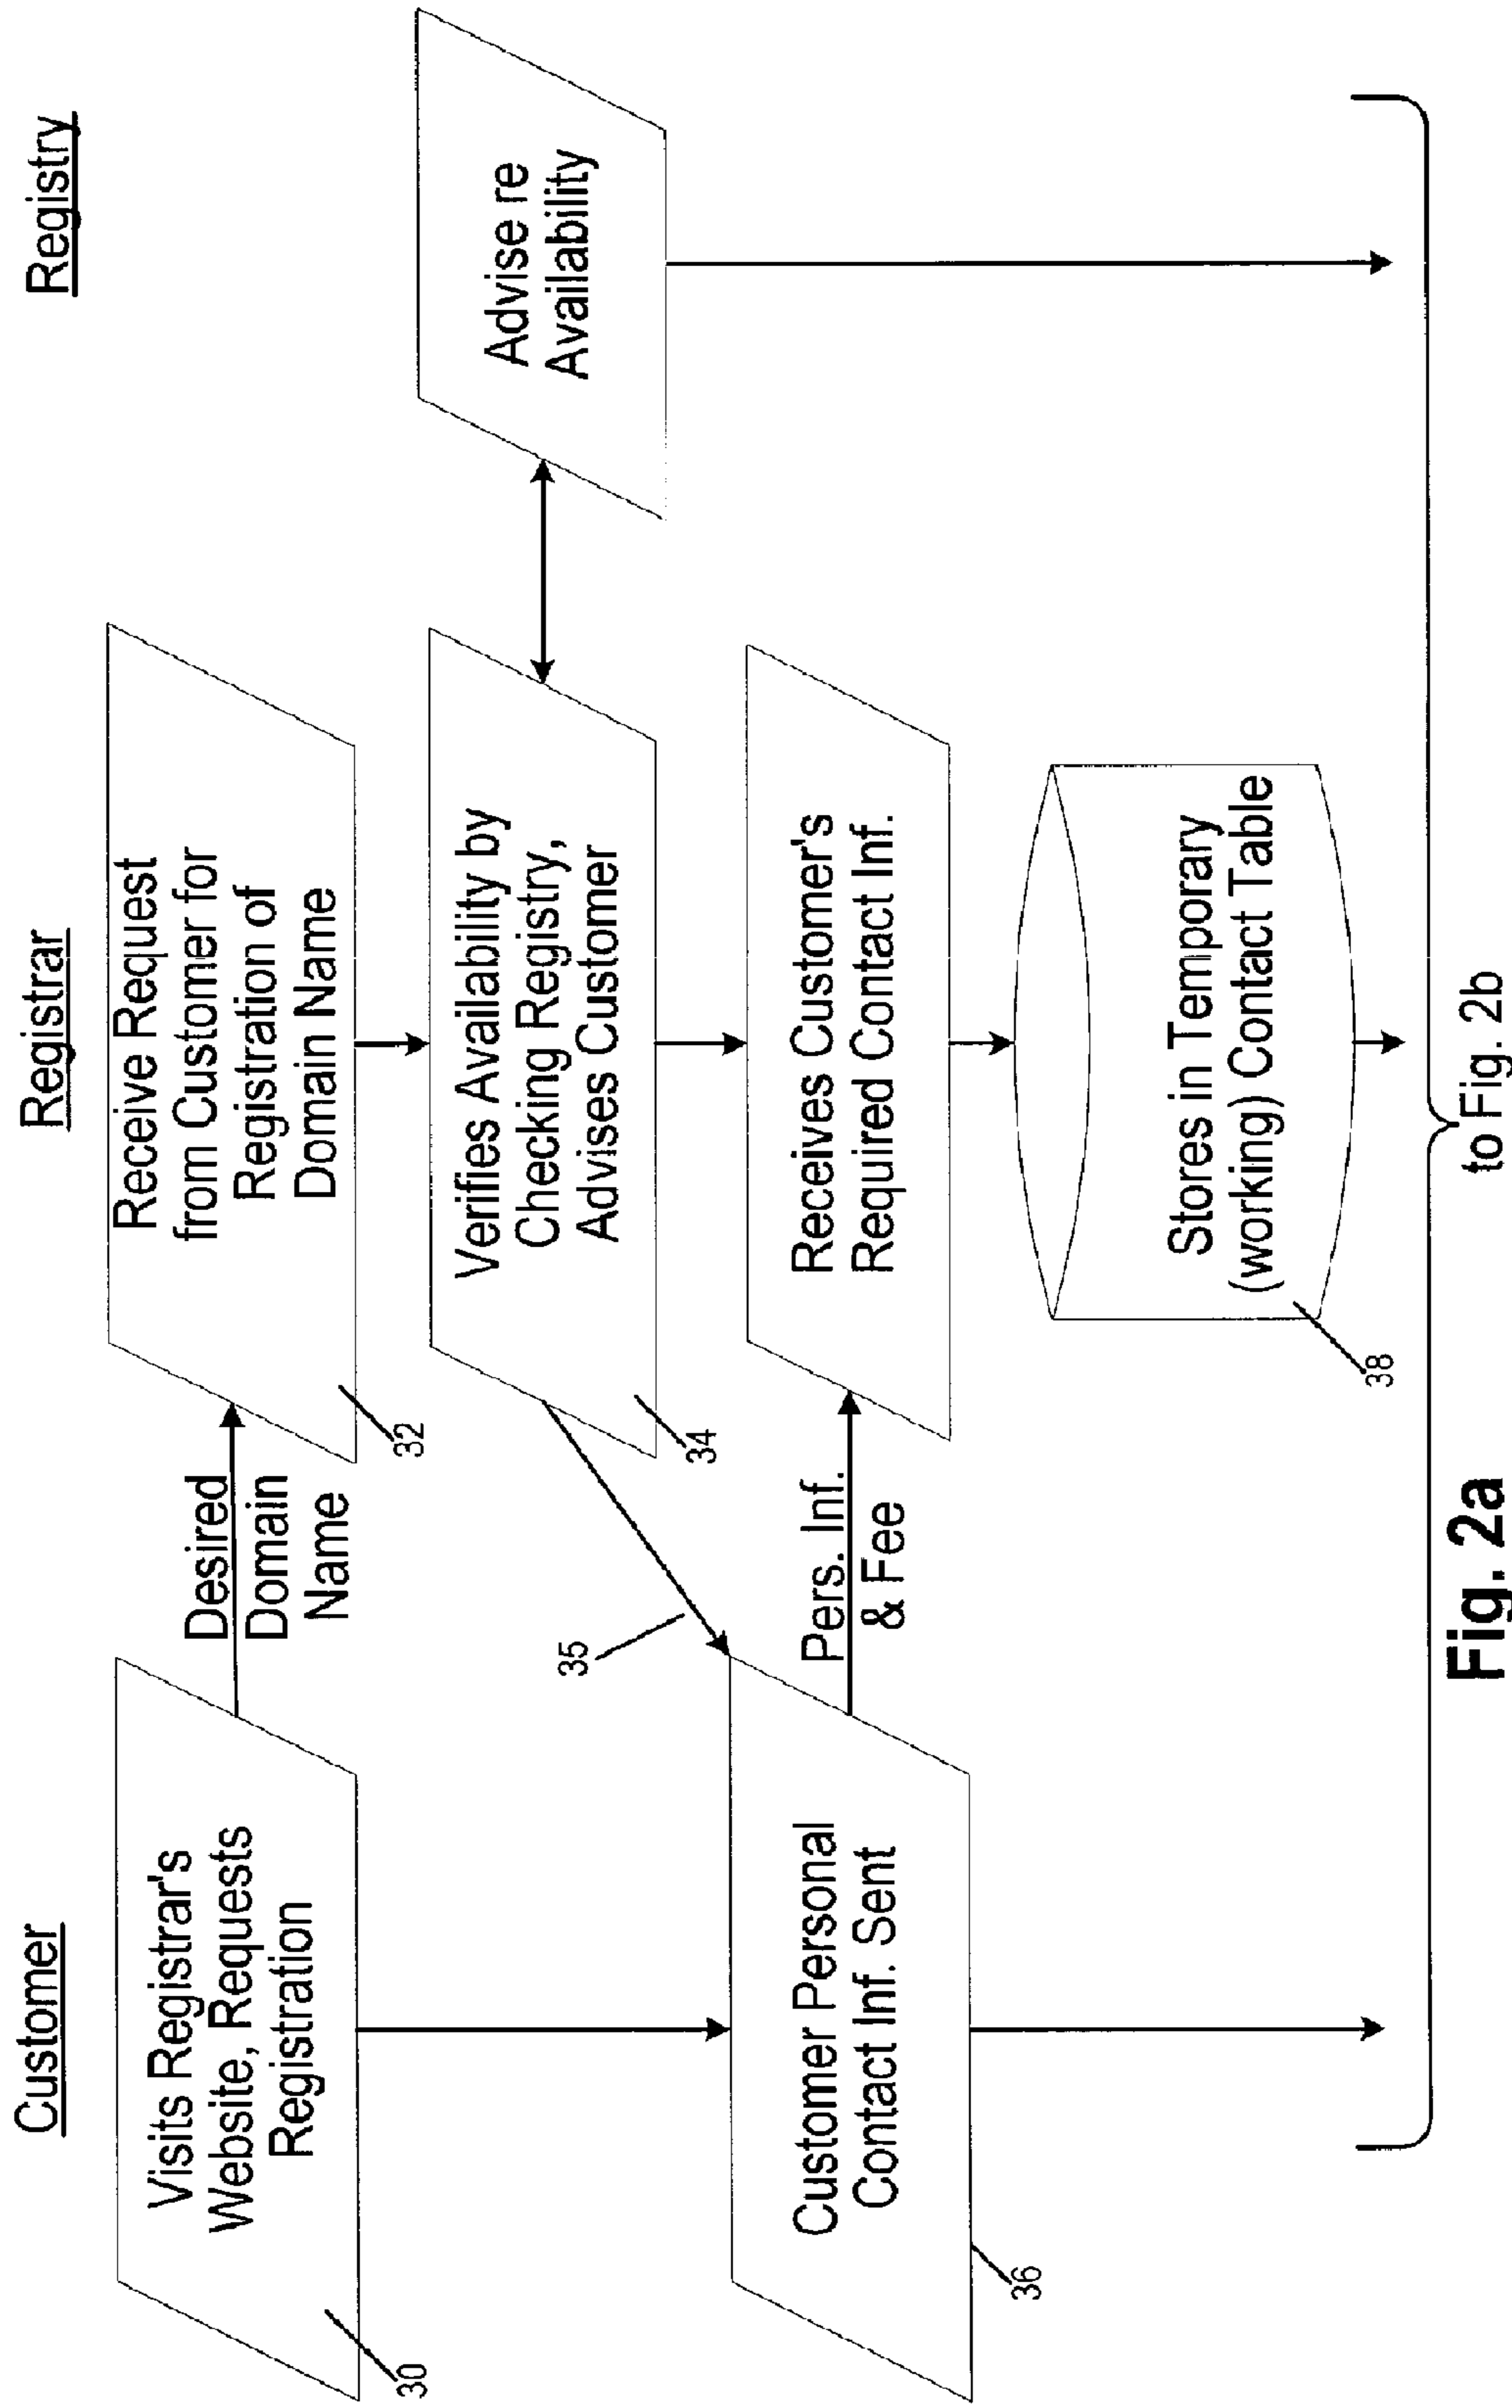 Customer
Registrar
Registry
Visits Registrar's
Website, Requests
Registration
30
Desired
Domain
Name
Receive Request
from Customer for
Registration of
Domain Name
32
Verifies Availability by
Checking Registry,
Advises Customer
34
Advise re
Availability
35
Customer Personal
Contact Inf. Sent
36
Pers. Inf.
& Fee
Receives Customer's
Required Contact Inf.
Stores in Temporary
(working) Contact Table
38
to Fig. 2b
Fig. 2a